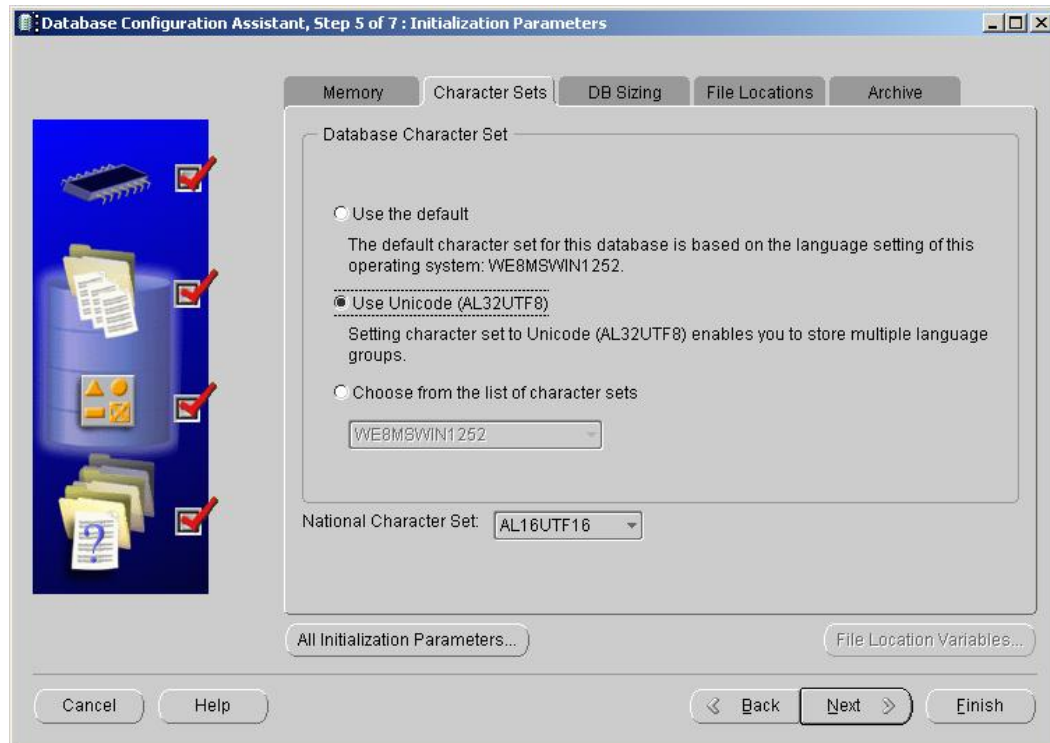 Database Configuration Assistant, Step 5 of 7 : Initialization Parameters
Memory
Character Sets
DB Sizing
File Locations
Archive
Database Character Set
Use the default
The default character set for this database is based on the language setting of this
operating system: WE8MSWIN1252.
Use Unicode (AL32UTF8)
Setting character set to Unicode (AL32UTF8) enables you to store multiple language
groups.
Choose from the list of character sets
WE8MSWIN1252
National Character Set:
AL16UTF16
All Initialization Parameters...
File Location Variables...
Cancel
Help
Back
Next
Finish
?